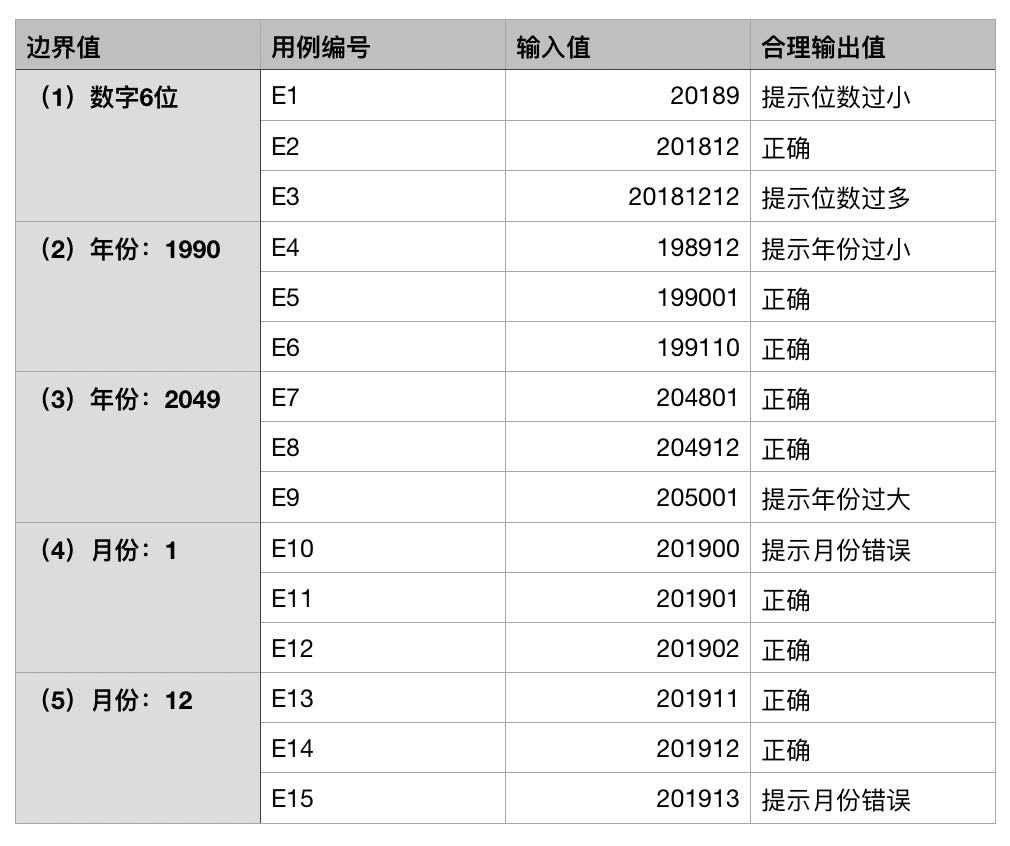 边界值 用例编号 输入值 合理输出值
（1）数字6位 E1 20189 提示位数过小
E2 201812 正确
E3 20181212 提示位数过多
（2）年份：1990 E4 198912 提示年份过小
E5 199001 正确
E6 199110 正确
（3）年份：2049 E7 204801 正确
E8 204912 正确
E9 205001 提示年份过大
（4）月份：1 E10 201900 提示月份错误
E11 201901 正确
E12 201902 正确
（5）月份：12 E13 201911 正确
E14 201912 正确
E15 201913 提示月份错误